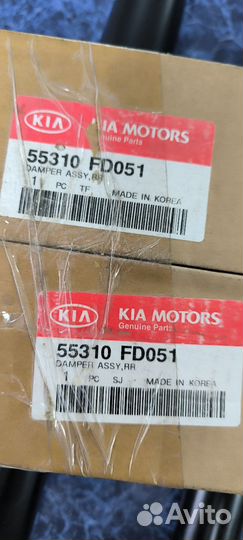 KIA KIA MOTORS
Genuine Parts
55310 FD051
DAMPER ASSY,RR
1 PC TF MADE IN KOREA
KIA KIA MOTORS
Genuine Parts
55310 FD051
DAMPER ASSY,RR
1 PC SJ MADE IN KOREA
Avito